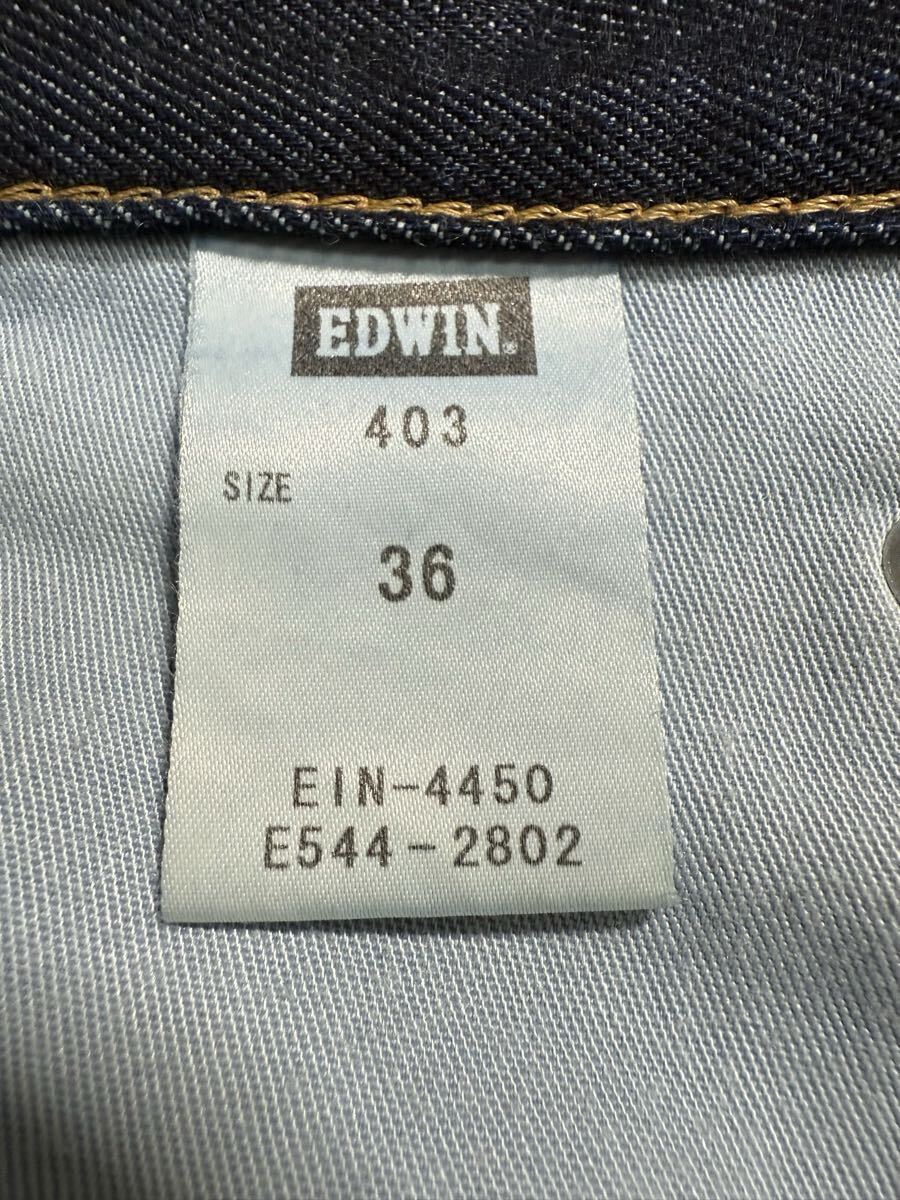 EDWIN.
403
SIZE
36
EIN-4450
E544-2802